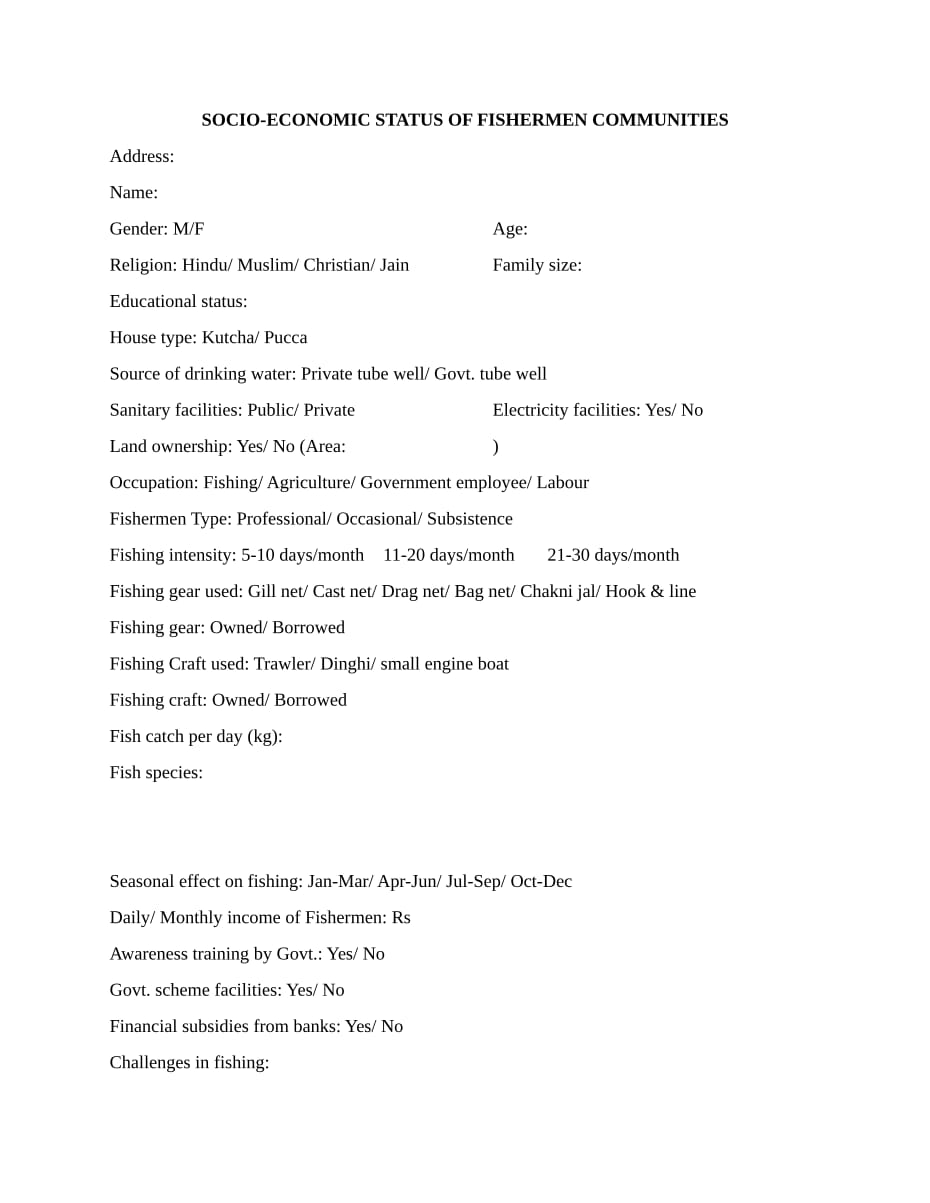 SOCIO-ECONOMIC STATUS OF FISHERMEN COMMUNITIES
Address:
Name:
Gender: M/F Age:
Religion: Hindu/ Muslim/ Christian/ Jain Family size:
Educational status:
House type: Kutcha/ Pucca
Source of drinking water: Private tube well/ Govt. tube well
Sanitary facilities: Public/ Private Electricity facilities: Yes/ No
Land ownership: Yes/ No (Area: )
Occupation: Fishing/ Agriculture/ Government employee/ Labour
Fishermen Type: Professional/ Occasional/ Subsistence
Fishing intensity: 5-10 days/month 11-20 days/month 21-30 days/month
Fishing gear used: Gill net/ Cast net/ Drag net/ Bag net/ Chakni jal/ Hook & line
Fishing gear: Owned/ Borrowed
Fishing Craft used: Trawler/ Dinghi/ small engine boat
Fishing craft: Owned/ Borrowed
Fish catch per day (kg):
Fish species:
Seasonal effect on fishing: Jan-Mar/ Apr-Jun/ Jul-Sep/ Oct-Dec
Daily/ Monthly income of Fishermen: Rs
Awareness training by Govt.: Yes/ No
Govt. scheme facilities: Yes/ No
Financial subsidies from banks: Yes/ No
Challenges in fishing: